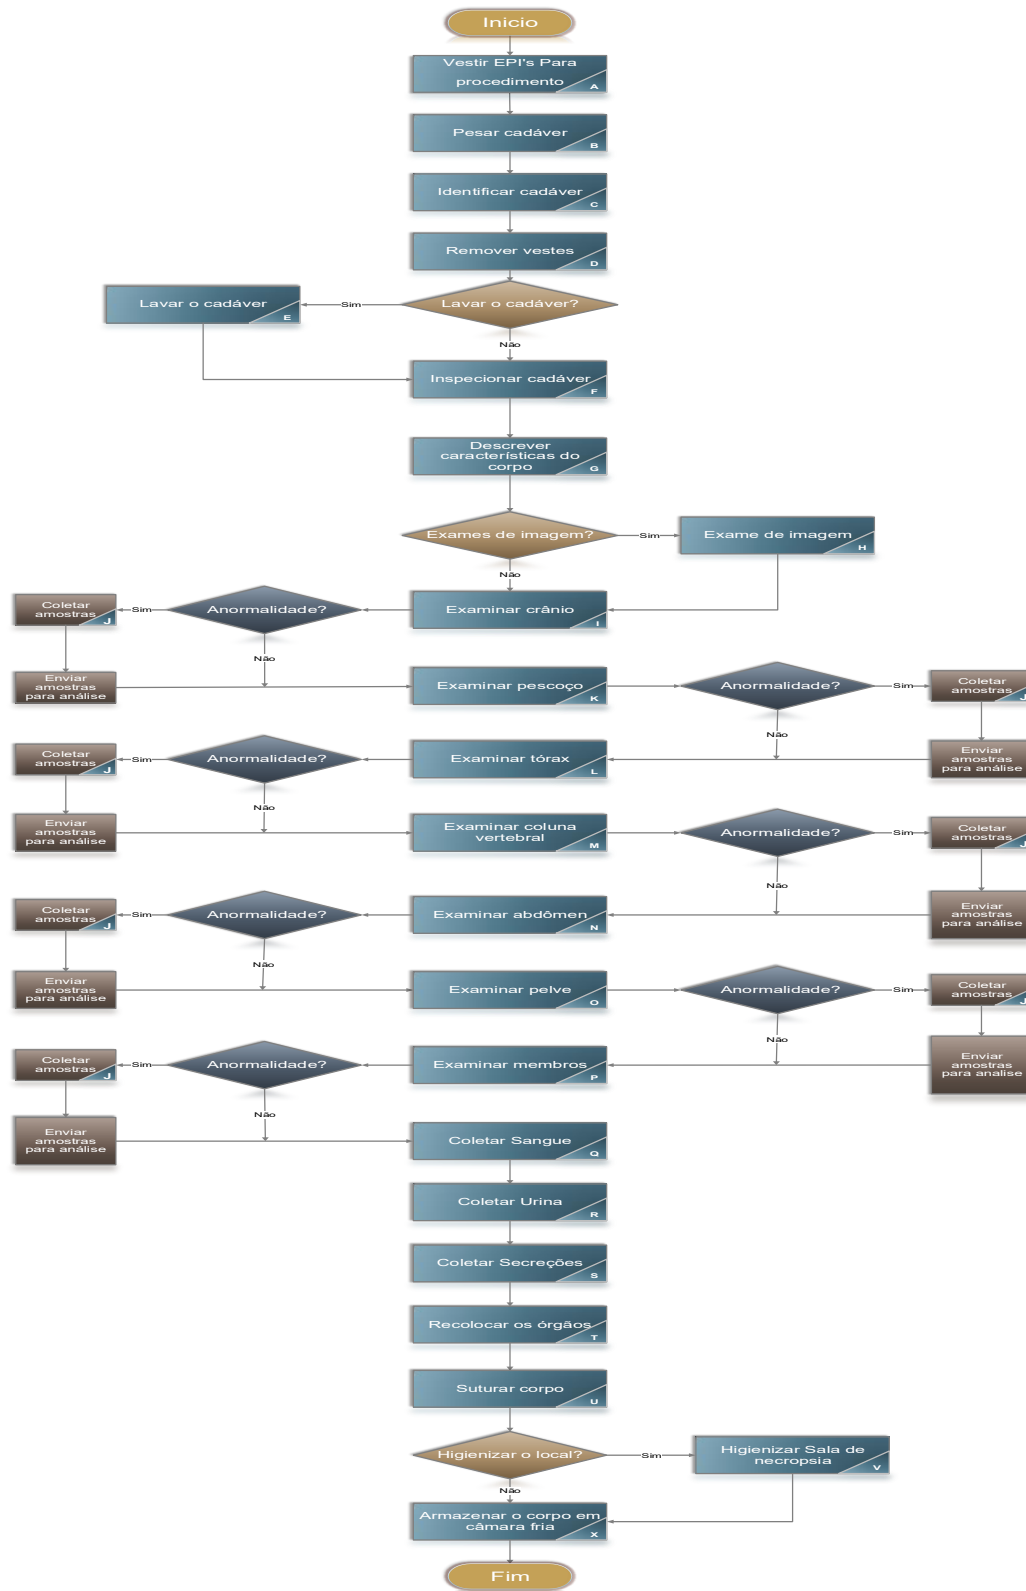 Inicio
Vestir EPI's Para
procedimento
A
Pesar cadáver
B
Identificar cadáver
C
Remover vestes
D
Lavar o cadáver
E
Sim
Lavar o cadáver?
Não
Inspecionar cadáver
F
Descrever
características do
corpo
G
Exames de imagem?
Sim
Exame de imagem
H
Não
Coletar
amostras
J
Sim
Anormalidade?
Examinar crânio
I
Não
Enviar
amostras
para análise
Examinar pescoço
K
Anormalidade?
Sim
Coletar
amostras
J
Não
Coletar
amostras
J
Sim
Anormalidade?
Examinar tórax
L
Enviar
amostras
para análise
Não
Enviar
amostras
para análise
Examinar coluna
vertebral
M
Anormalidade?
Sim
Coletar
amostras
J
Não
Coletar
amostras
J
Sim
Anormalidade?
Examinar abdômen
N
Enviar
amostras
para análise
Não
Enviar
amostras
para análise
Examinar pelve
O
Anormalidade?
Sim
Coletar
amostras
J
Não
Coletar
amostras
J
Sim
Anormalidade?
Examinar membros
P
Enviar
amostras
para analise
Não
Enviar
amostras
para análise
Coletar Sangue
Q
Coletar Urina
R
Coletar Secreções
S
Recolocar os órgãos
T
Suturar corpo
U
Higienizar o local?
Sim
Higienizar Sala de
necropsia
V
Não
Armazenar o corpo em
câmara fria
X
Fim